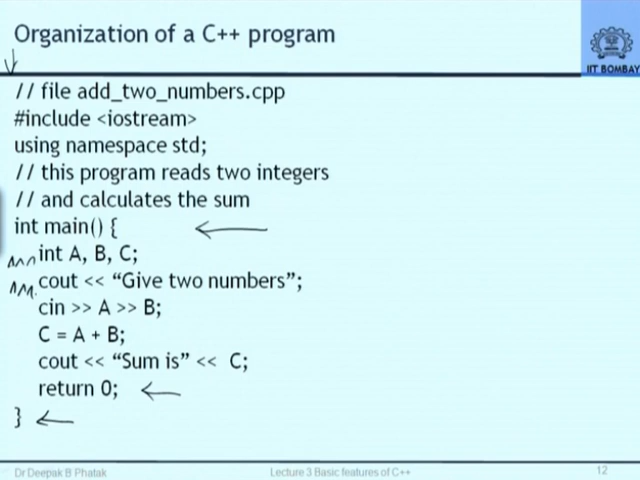 Organization of a C++ program
IIT BOMBAY
// file add_two_numbers.cpp
#include <iostream>
using namespace std;
// this program reads two integers
// and calculates the sum
int main() {
int A, B, C;
cout << “Give two numbers”;
cin >> A >> B;
C = A + B;
cout << “Sum is” << C;
return 0;
}
Dr Deepak B Phatak
Lecture 3 Basic features of C++
12